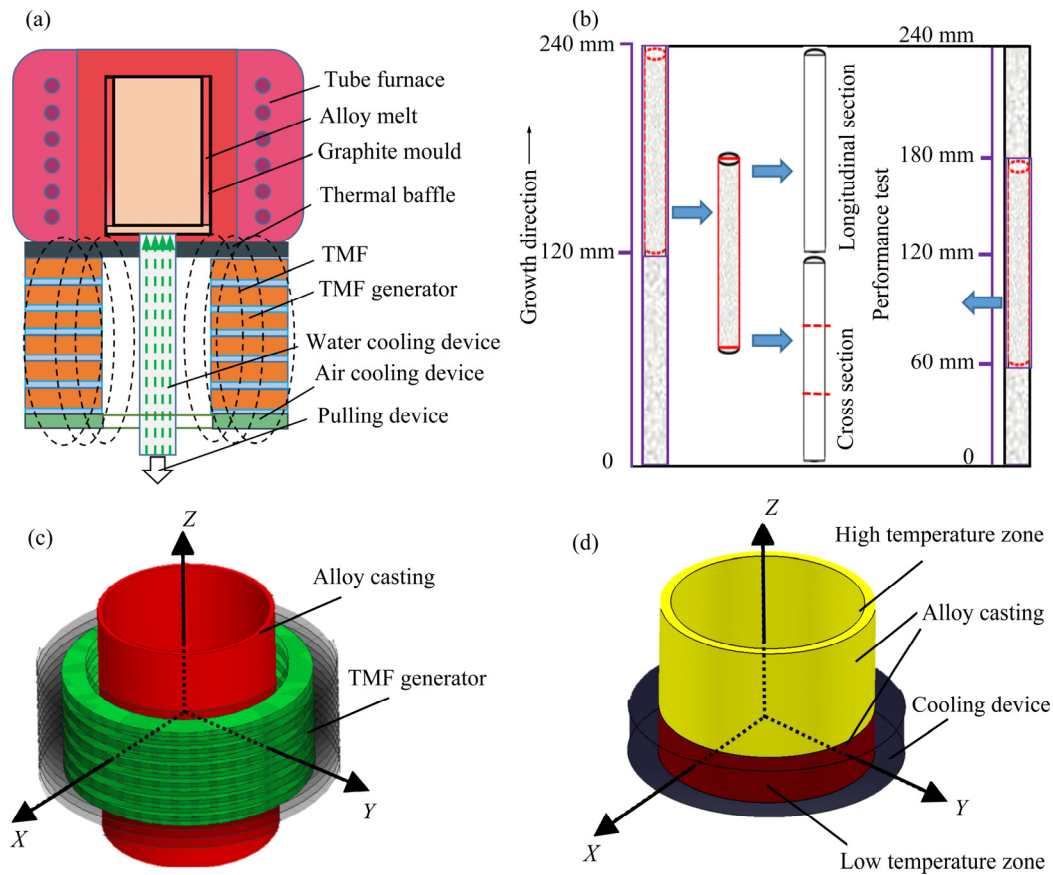 (a)
Tube furnace
Alloy melt
Graphite mould
Thermal baffle
TMF
TMF generator
Water cooling device
Air cooling device
Pulling device
(b)
240 mm
120 mm
0
Growth direction
Longitudinal section
Cross section
Performance test
240 mm
180 mm
120 mm
60 mm
0
(c)
Z
Alloy casting
TMF generator
X
Y
(d)
Z
High temperature zone
Alloy casting
Cooling device
X
Y
Low temperature zone